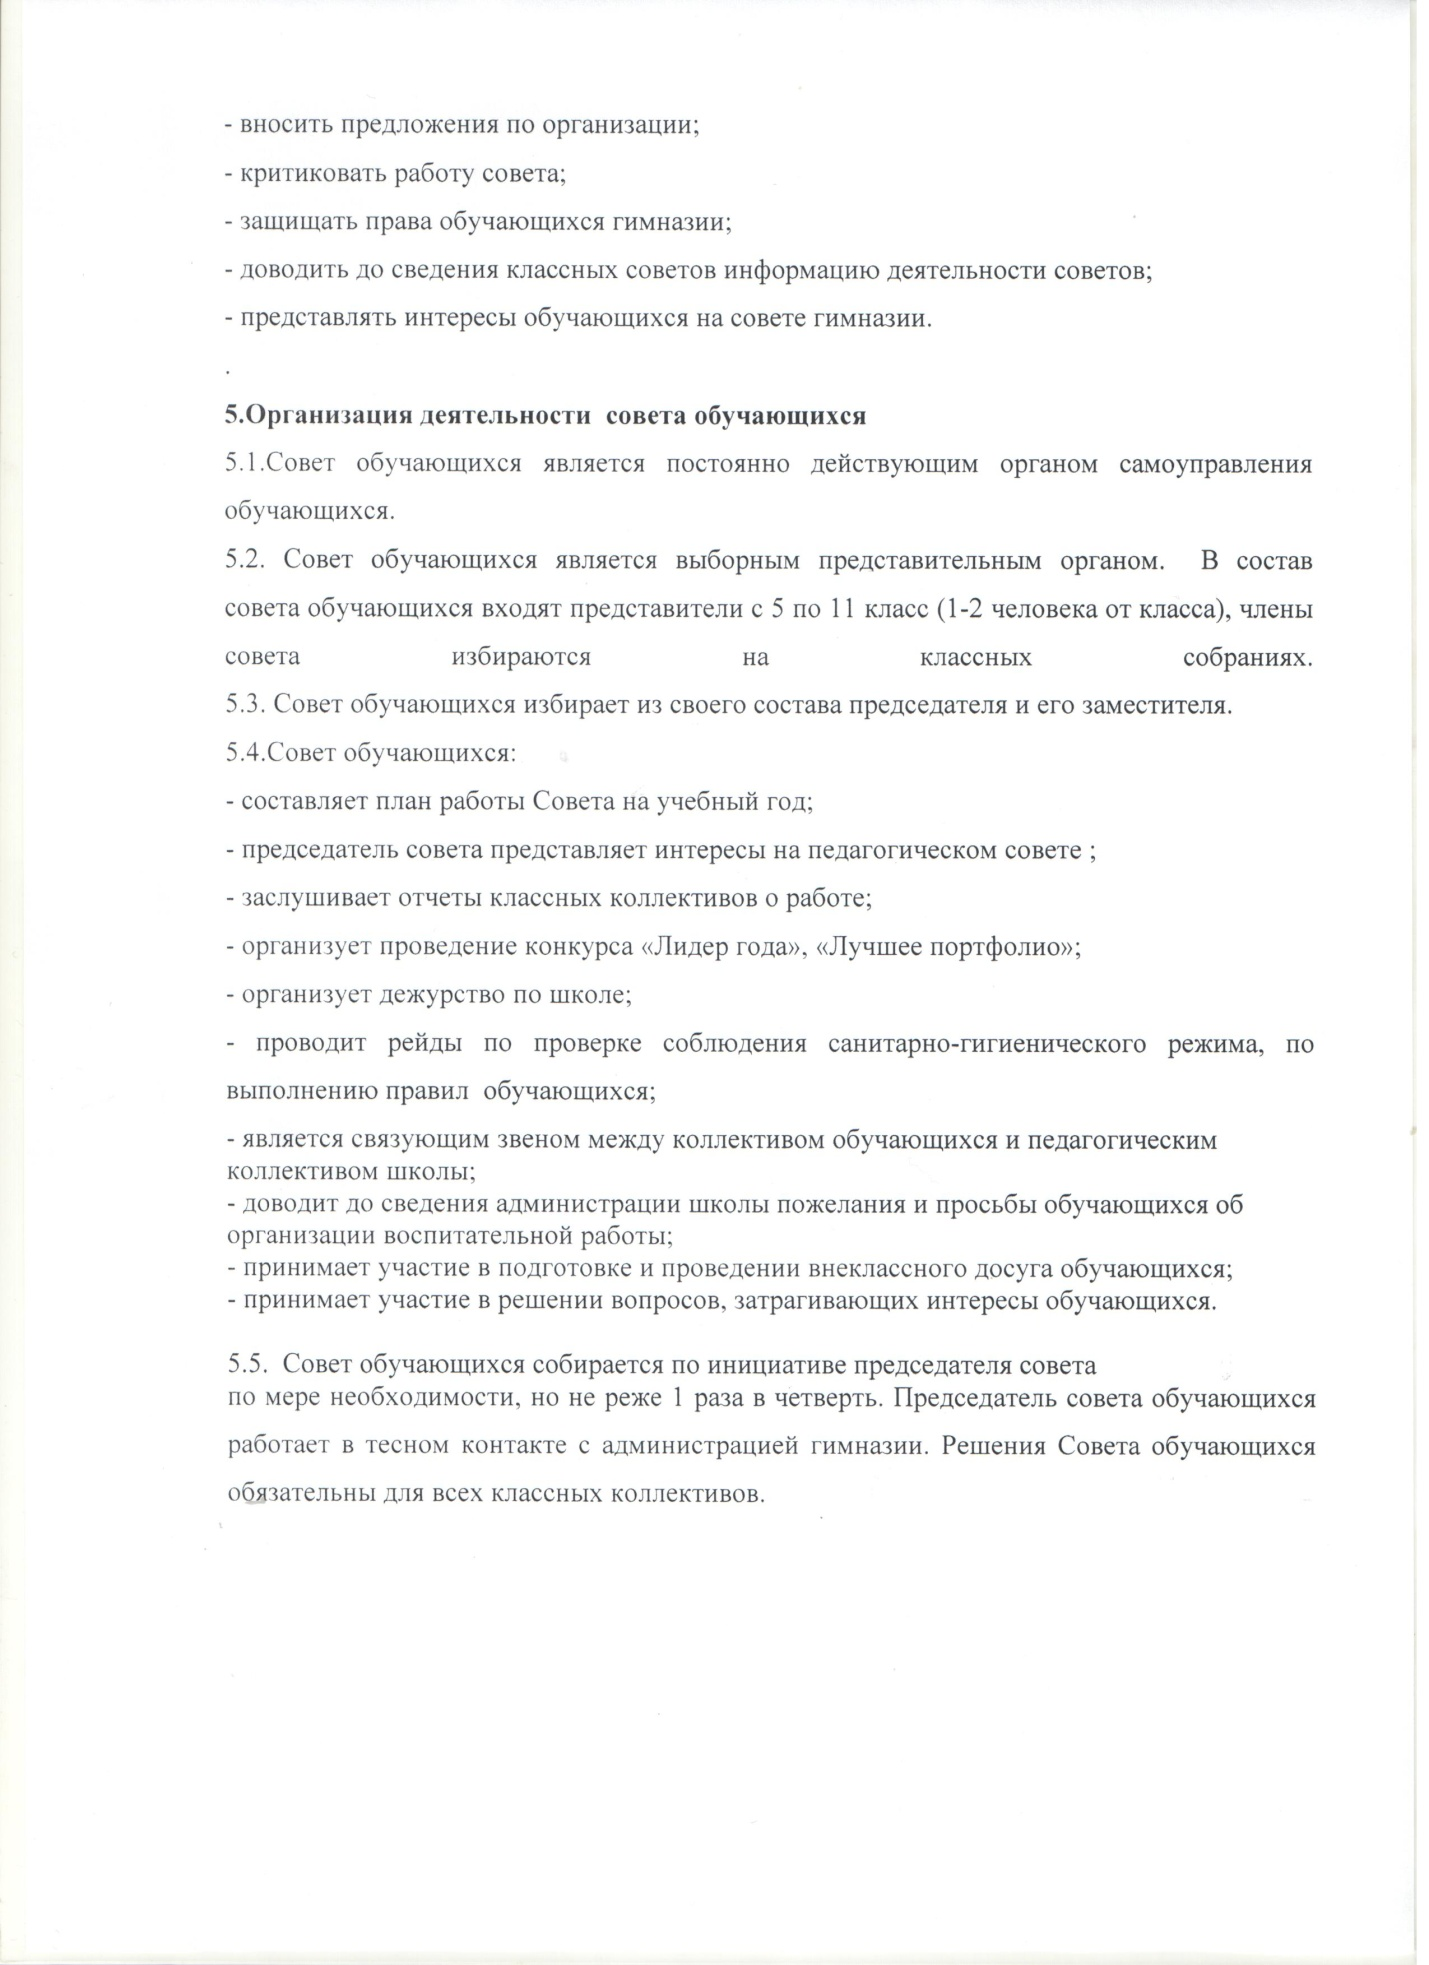 - вносить предложения по организации;
- критиковать работу совета;
- защищать права обучающихся гимназии;
- доводить до сведения классных советов информацию деятельности советов;
- представлять интересы обучающихся на совете гимназии.
.
5.Организация деятельности совета обучающихся
5.1.Совет обучающихся является постоянно действующим органом самоуправления
обучающихся.
5.2. Совет обучающихся является выборным представительным органом. В состав
совета обучающихся входят представители с 5 по 11 класс (1-2 человека от класса), члены
совета избираются на классных собраниях.
5.3. Совет обучающихся избирает из своего состава председателя и его заместителя.
5.4.Совет обучающихся:
- составляет план работы Совета на учебный год;
- председатель совета представляет интересы на педагогическом совете ;
- заслушивает отчеты классных коллективов о работе;
- организует проведение конкурса «Лидер года», «Лучшее портфолио»;
- организует дежурство по школе;
- проводит рейды по проверке соблюдения санитарно-гигиенического режима, по
выполнению правил обучающихся;
- является связующим звеном между коллективом обучающихся и педагогическим
коллективом школы;
- доводит до сведения администрации школы пожелания и просьбы обучающихся об
организации воспитательной работы;
- принимает участие в подготовке и проведении внеклассного досуга обучающихся;
- принимает участие в решении вопросов, затрагивающих интересы обучающихся.
5.5. Совет обучающихся собирается по инициативе председателя совета
по мере необходимости, но не реже 1 раза в четверть. Председатель совета обучающихся
работает в тесном контакте с администрацией гимназии. Решения Совета обучающихся
обязательны для всех классных коллективов.